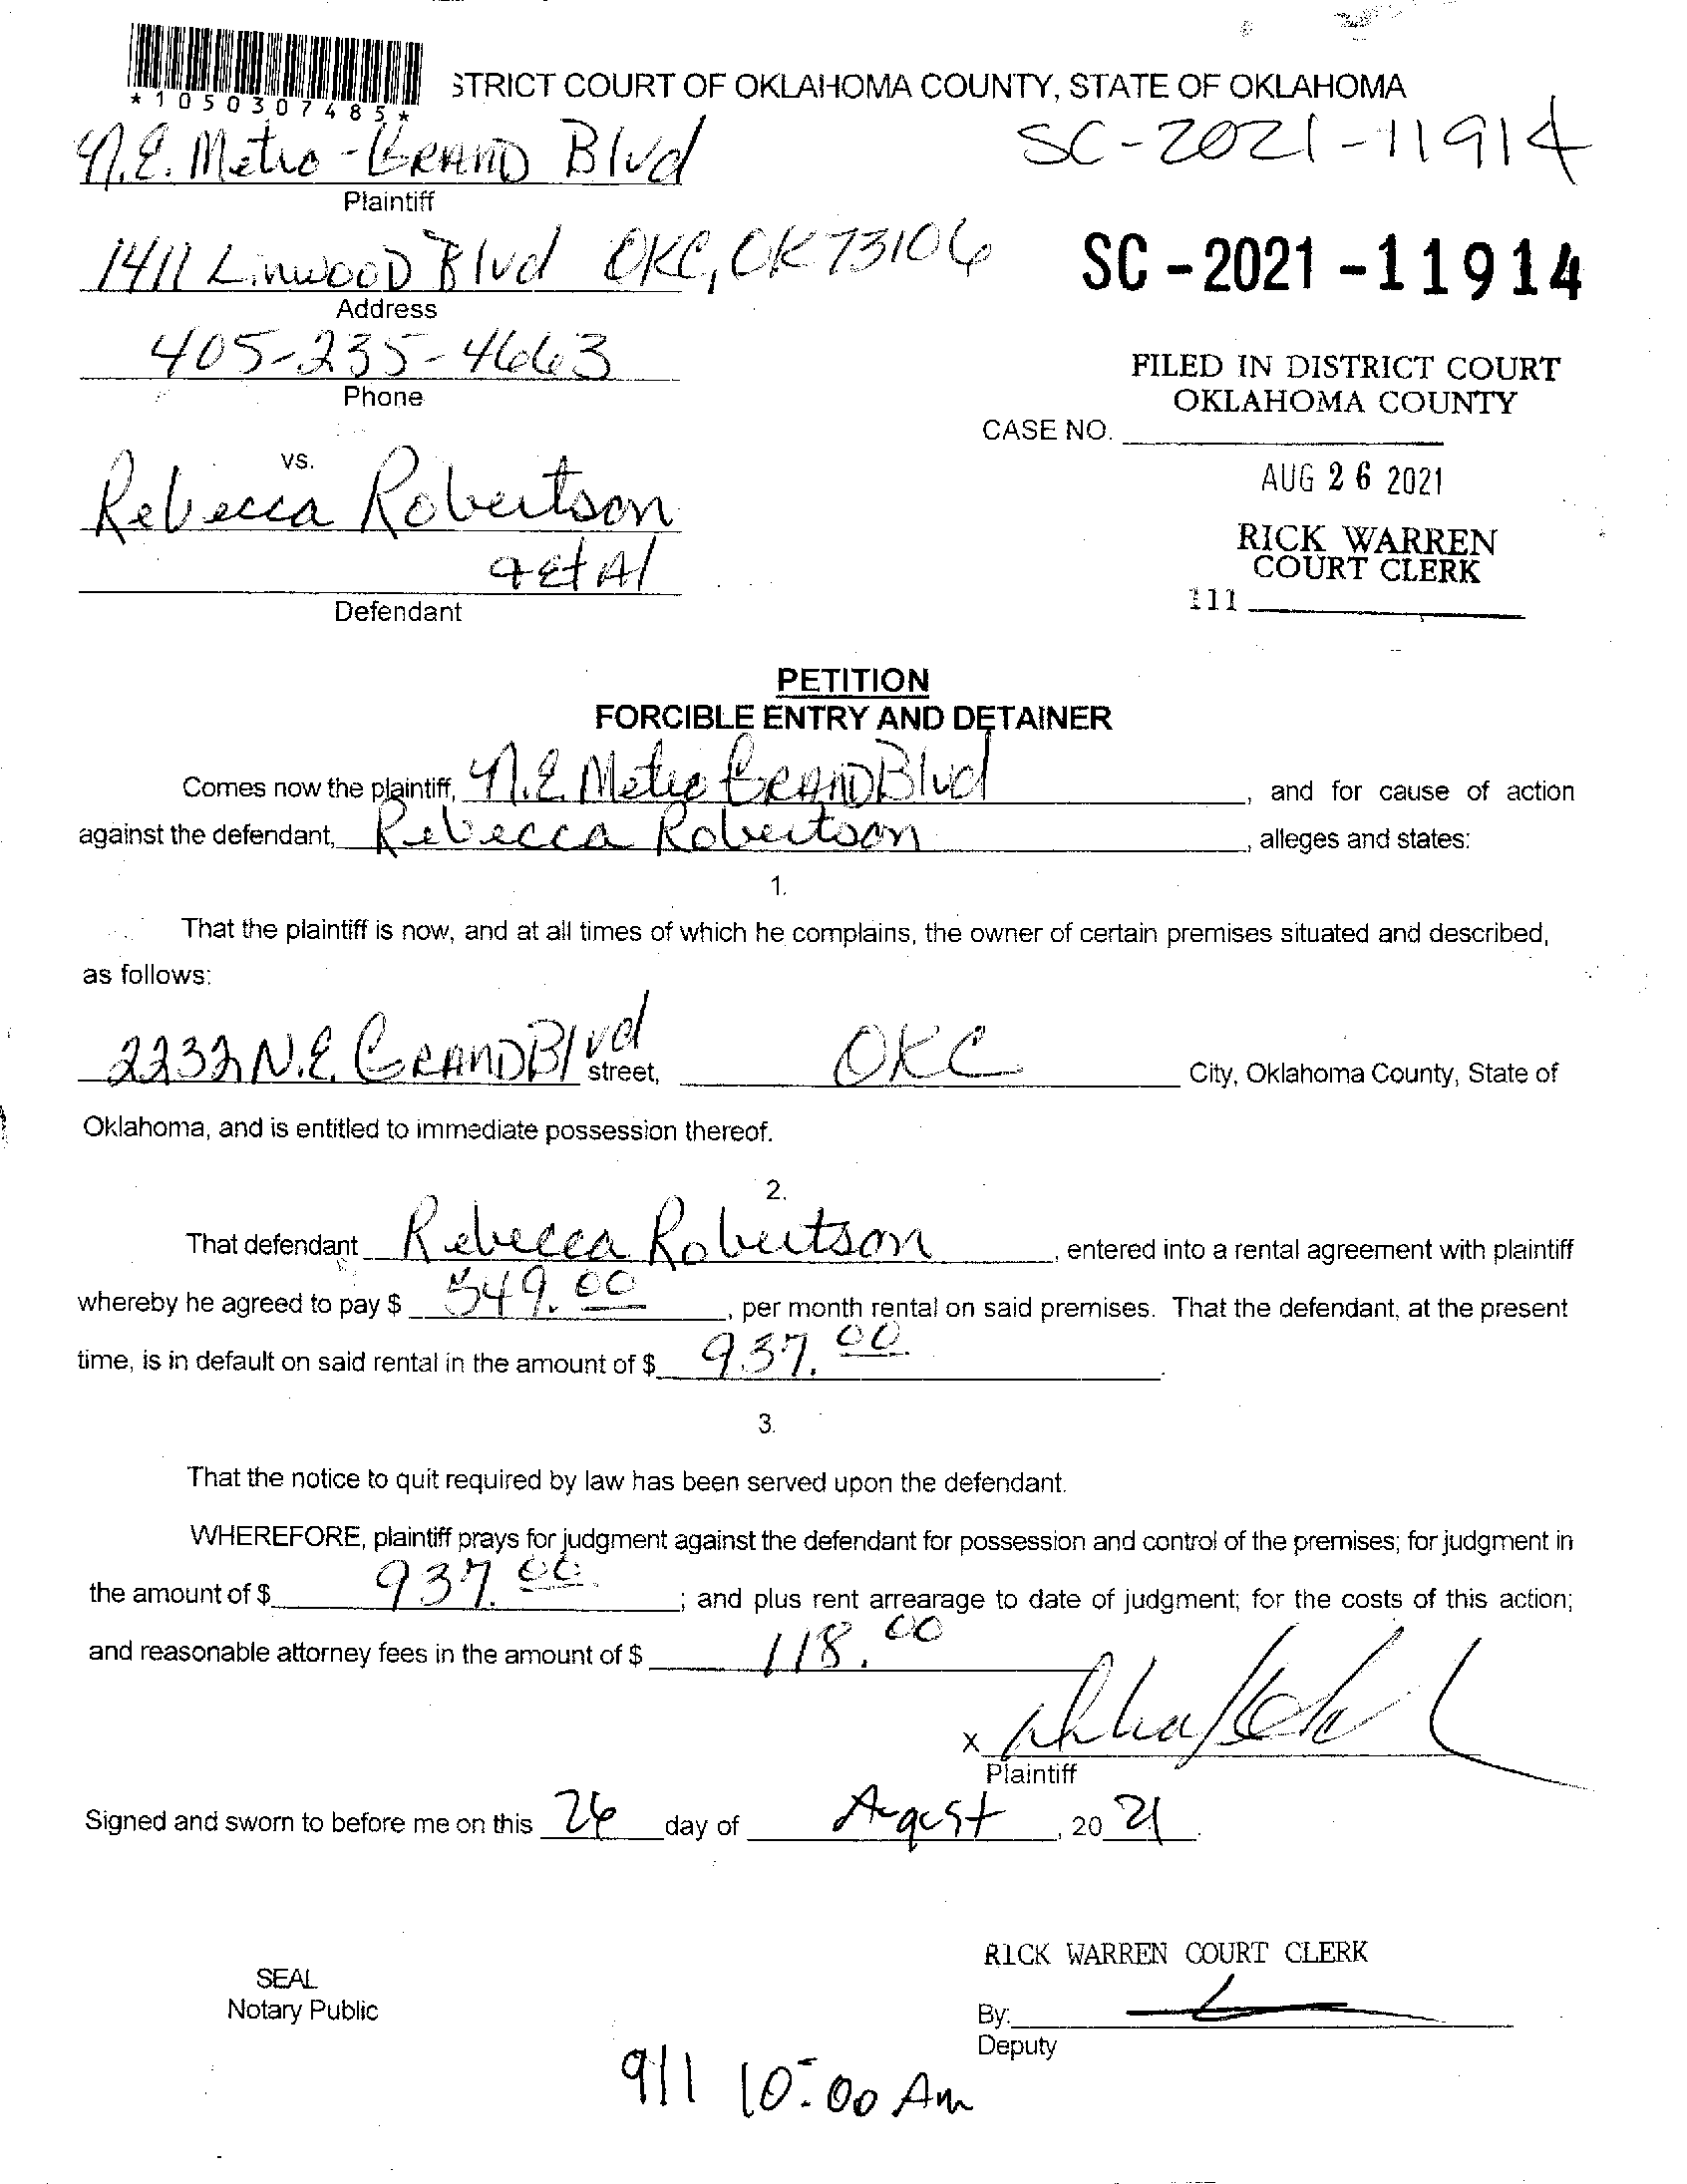 *1050307485*
STRICT COURT OF OKLAHOMA COUNTY, STATE OF OKLAHOMA
N.E. Metro - GRAND Blvd
SC-2021-11914
Plaintiff
1411 LinwooD Blvd OKC, OK 73106
SC-2021-11914
Address
405-235-4663
Phone
FILED IN DISTRICT COURT
OKLAHOMA COUNTY
CASE NO.
vs.
AUG 26 2021
Rebecca Robertson
RICK WARREN
COURT CLERK
et Al
111
Defendant
PETITION
FORCIBLE ENTRY AND DETAINER
Comes now the plaintiff, N.E. Metro GRAND Blvd, and for cause of action
against the defendant, Rebecca Robertson, alleges and states:
1.
That the plaintiff is now, and at all times of which he complains, the owner of certain premises situated and described,
as follows:
2232 N.E. GRAND Blvd street, OKC City, Oklahoma County, State of
Oklahoma, and is entitled to immediate possession thereof.
2.
That defendant Rebecca Robertson, entered into a rental agreement with plaintiff
whereby he agreed to pay $ 549.00, per month rental on said premises. That the defendant, at the present
time, is in default on said rental in the amount of $ 937.00.
3.
That the notice to quit required by law has been served upon the defendant.
WHEREFORE, plaintiff prays for judgment against the defendant for possession and control of the premises; for judgment in
the amount of $ 937.00; and plus rent arrearage to date of judgment; for the costs of this action;
and reasonable attorney fees in the amount of $ 118.00
x
Plaintiff
Signed and sworn to before me on this 26 day of August, 2021.
RICK WARREN COURT CLERK
SEAL
Notary Public
By:
Deputy
9/1 10:00 Am